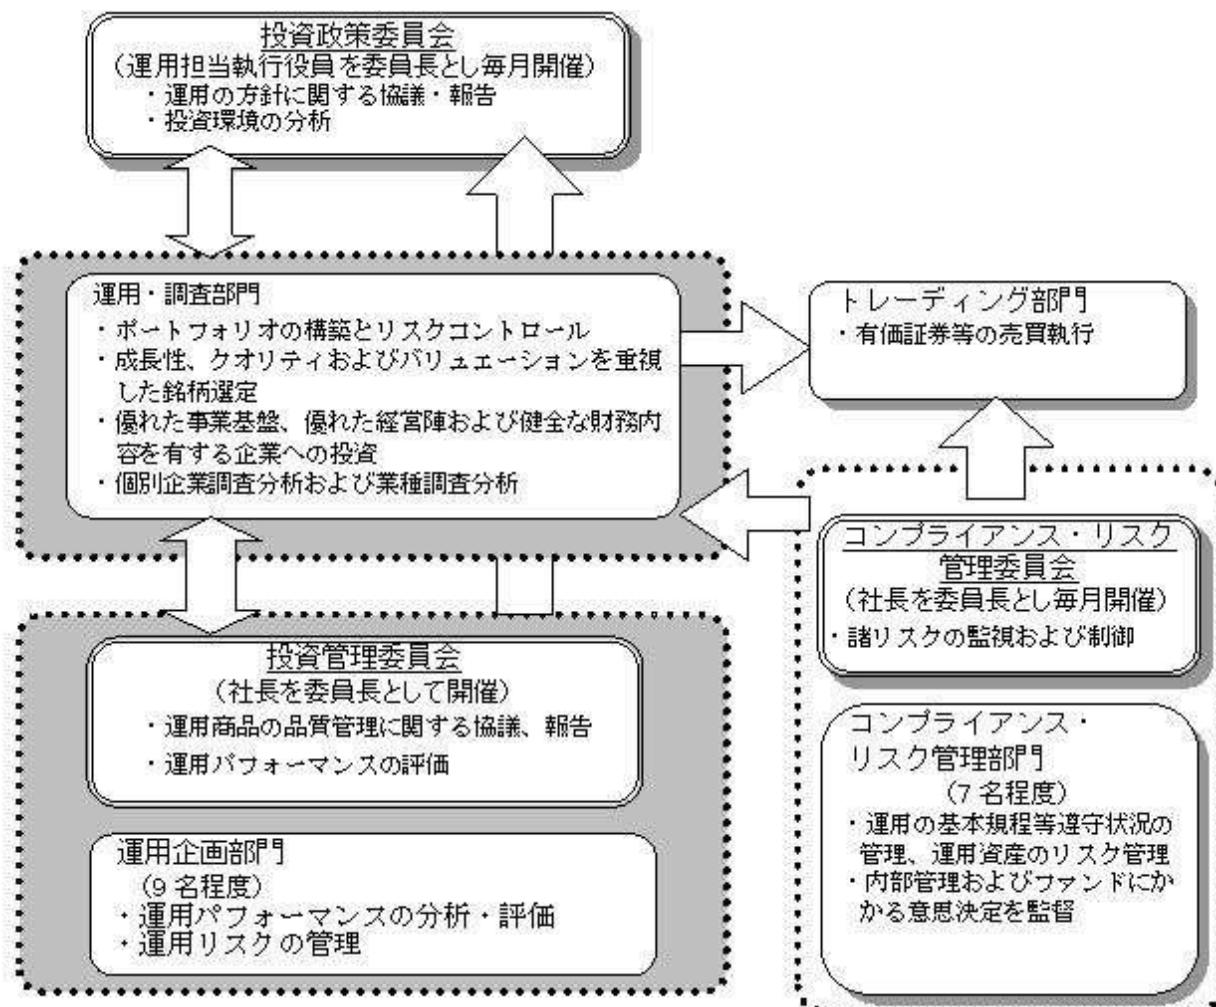 投資政策委員会
(運用担当執行役員を委員長とし毎月開催)
・運用の方針に関する協議・報告
・投資環境の分析
運用・調査部門
・ポートフォリオの構築とリスクコントロール
・成長性、クオリティおよびバリュエーションを重視
した銘柄選定
・優れた事業基盤、優れた経営陣および健全な財務内
容を有する企業への投資
・個別企業調査分析および業種調査分析
トレーディング部門
・有価証券等の売買執行
投資管理委員会
(社長を委員長として開催)
・運用商品の品質管理に関する協議、報告
・運用パフォーマンスの評価
運用企画部門
(9名程度)
・運用パフォーマンスの分析・評価
・運用リスクの管理
コンプライアンス・リスク
管理委員会
(社長を委員長とし毎月開催)
・諸リスクの監視および制御
コンプライアンス・
リスク管理部門
(7名程度)
・運用の基本規程等遵守状況の
管理、運用資産のリスク管理
・内部管理およびファンドにか
かる意思決定を監督